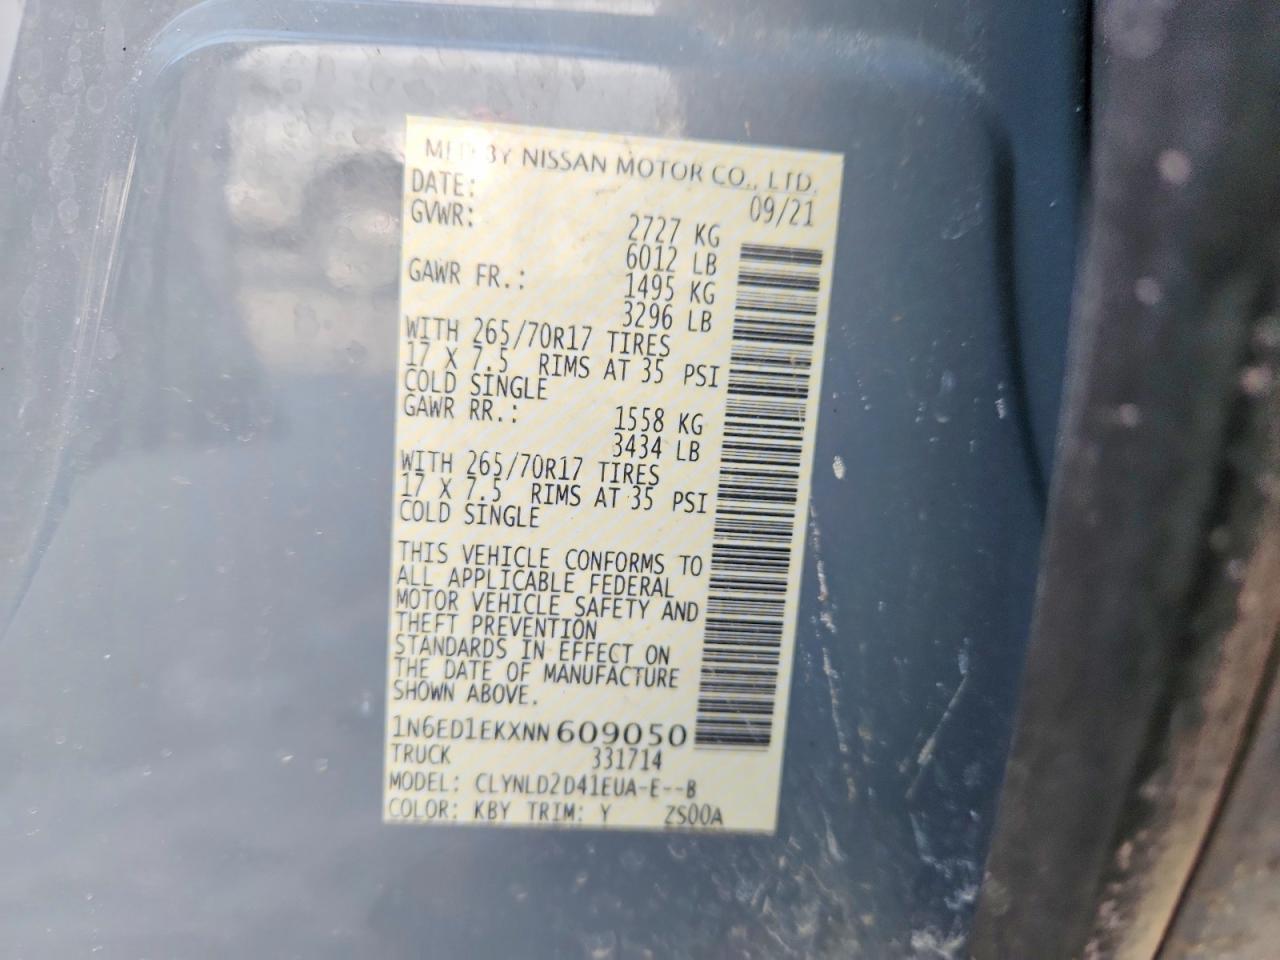 MFD BY NISSAN MOTOR CO., LTD.
DATE: 09/21
GVWR: 2727 KG
6012 LB
GAWR FR.: 1495 KG
3296 LB
WITH 265/70R17 TIRES
17 X 7.5 RIMS AT 35 PSI
COLD SINGLE
GAWR RR.: 1558 KG
3434 LB
WITH 265/70R17 TIRES
17 X 7.5 RIMS AT 35 PSI
COLD SINGLE
THIS VEHICLE CONFORMS TO
ALL APPLICABLE FEDERAL
MOTOR VEHICLE SAFETY AND
THEFT PREVENTION
STANDARDS IN EFFECT ON
THE DATE OF MANUFACTURE
SHOWN ABOVE.
1N6ED1EKXNN609050
TRUCK 331714
MODEL: CLYNLD2D41EUA-E--B
COLOR: KBY TRIM: Y ZS00A